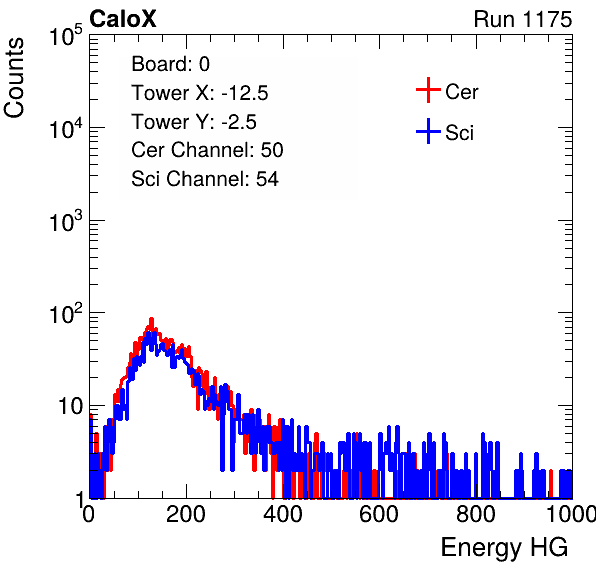 CaloX Run 1175
Counts
Board: 0
Tower X: -12.5
Tower Y: -2.5
Cer Channel: 50
Sci Channel: 54
Cer
Sci
10^5
10^4
10^3
10^2
10
1
0 200 400 600 800 1000
Energy HG